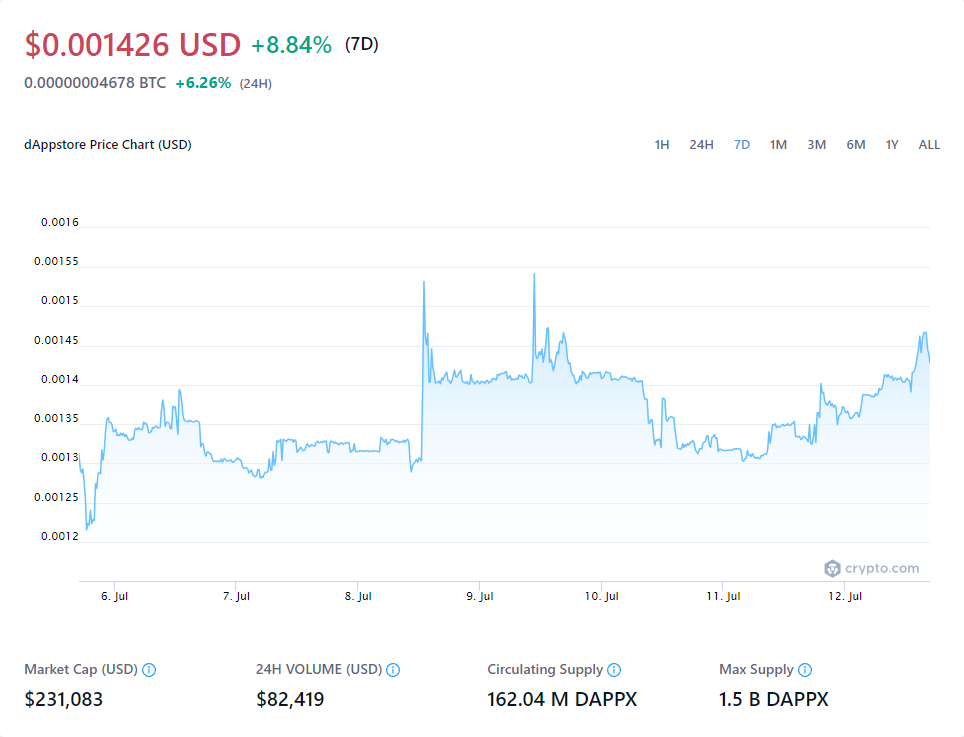 $0.001426 USD +8.84% (7D)
0.00000004678 BTC +6.26% (24H)
dAppstore Price Chart (USD) 1H 24H 7D 1M 3M 6M 1Y ALL
0.0016
0.00155
0.0015
0.00145
0.0014
0.00135
0.0013
0.00125
0.0012
crypto.com
6. Jul 7. Jul 8. Jul 9. Jul 10. Jul 11. Jul 12. Jul
Market Cap (USD) 24H VOLUME (USD) Circulating Supply Max Supply
$231,083 $82,419 162.04 M DAPPX 1.5 B DAPPX